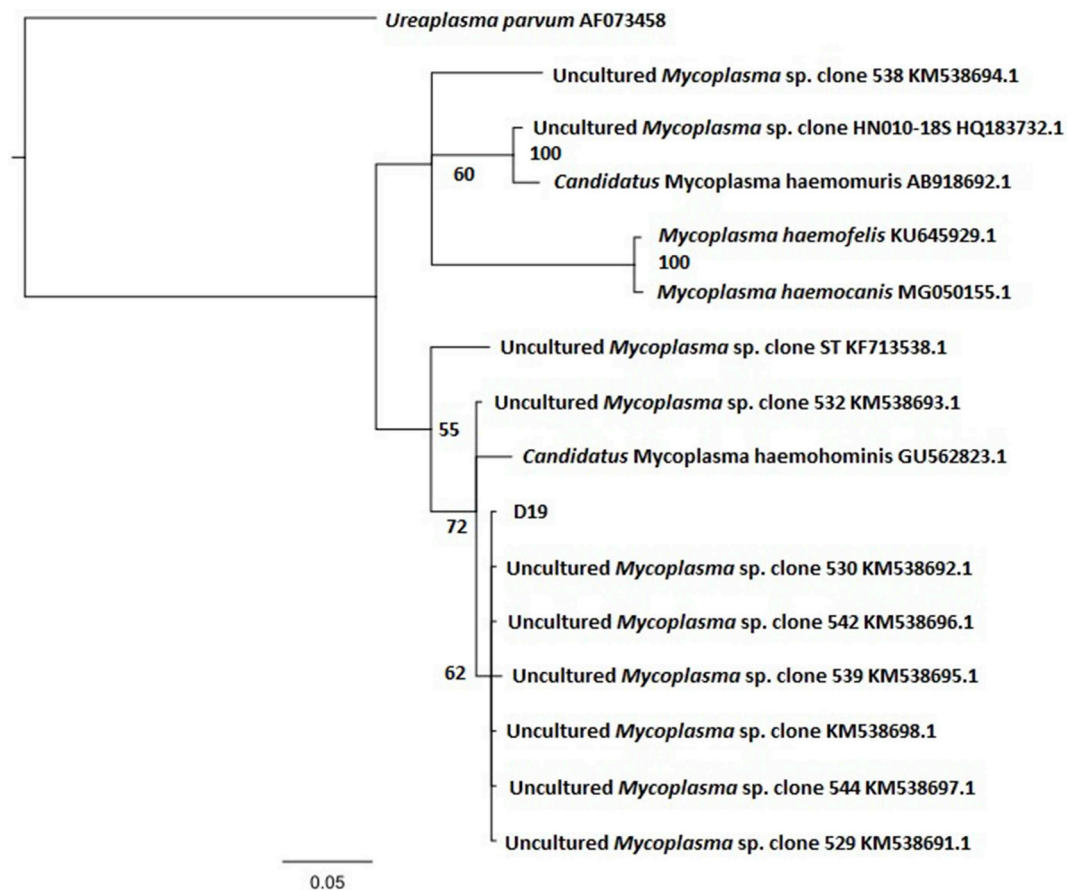 Ureaplasma parvum AF073458
Uncultured Mycoplasma sp. clone 538 KM538694.1
Uncultured Mycoplasma sp. clone HN010-18S HQ183732.1
100
60
Candidatus Mycoplasma haemomuris AB918692.1
Mycoplasma haemofelis KU645929.1
100
Mycoplasma haemocanis MG050155.1
Uncultured Mycoplasma sp. clone ST KF713538.1
Uncultured Mycoplasma sp. clone 532 KM538693.1
55
Candidatus Mycoplasma haemohominis GU562823.1
D19
72
Uncultured Mycoplasma sp. clone 530 KM538692.1
Uncultured Mycoplasma sp. clone 542 KM538696.1
62
Uncultured Mycoplasma sp. clone 539 KM538695.1
Uncultured Mycoplasma sp. clone KM538698.1
Uncultured Mycoplasma sp. clone 544 KM538697.1
Uncultured Mycoplasma sp. clone 529 KM538691.1
0.05